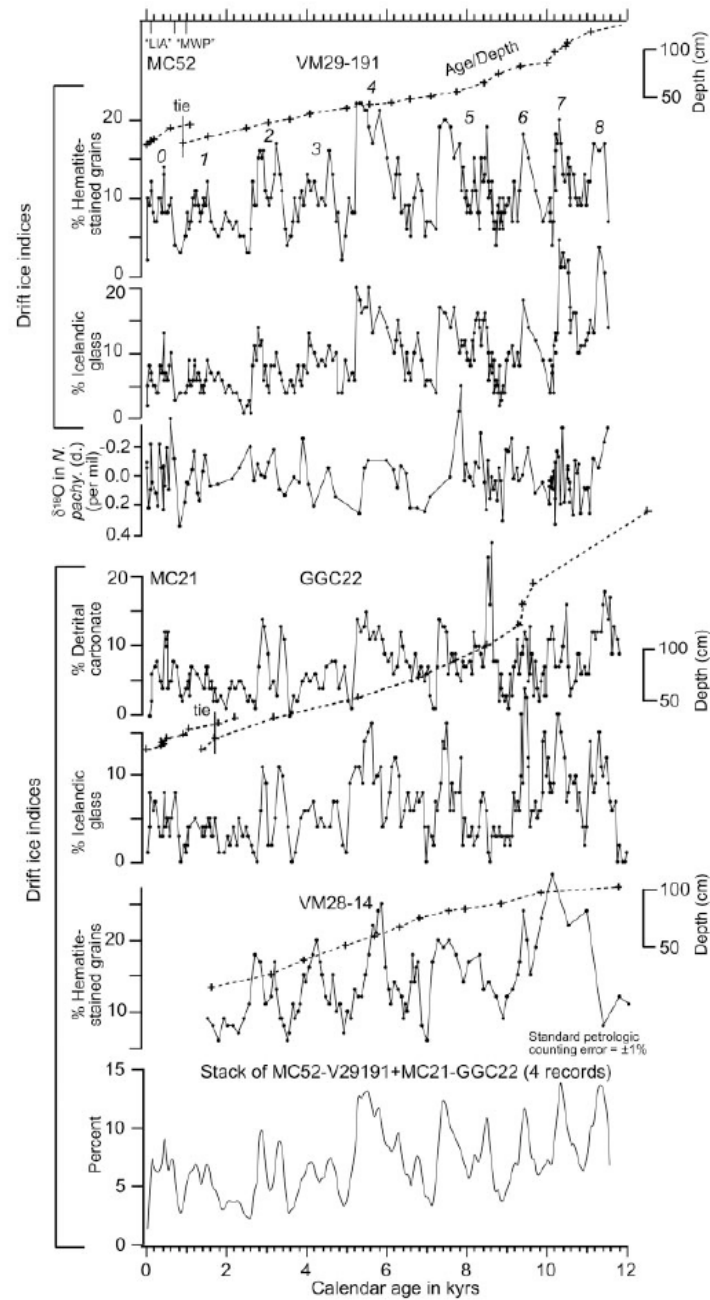 "LIA" "MWP"
MC52
VM29-191
Age/Depth
100
50
Depth (cm)
tie
0
1
2
3
4
5
6
7
8
20
10
0
% Hematite-
stained grains
Drift ice indices
20
10
0
% Icelandic
glass
-0.2
0.0
0.2
0.4
δ¹⁸O in N.
pachy. (d.)
(per mil)
MC21
GGC22
20
10
0
% Detrital
carbonate
100
50
Depth (cm)
tie
10
0
% Icelandic
glass
Drift ice indices
VM28-14
100
50
Depth (cm)
20
10
% Hematite-
stained grains
Standard petrologic
counting error = ±1%
Stack of MC52-V29191+MC21-GGC22 (4 records)
15
10
5
0
Percent
0 2 4 6 8 10 12
Calendar age in kyrs